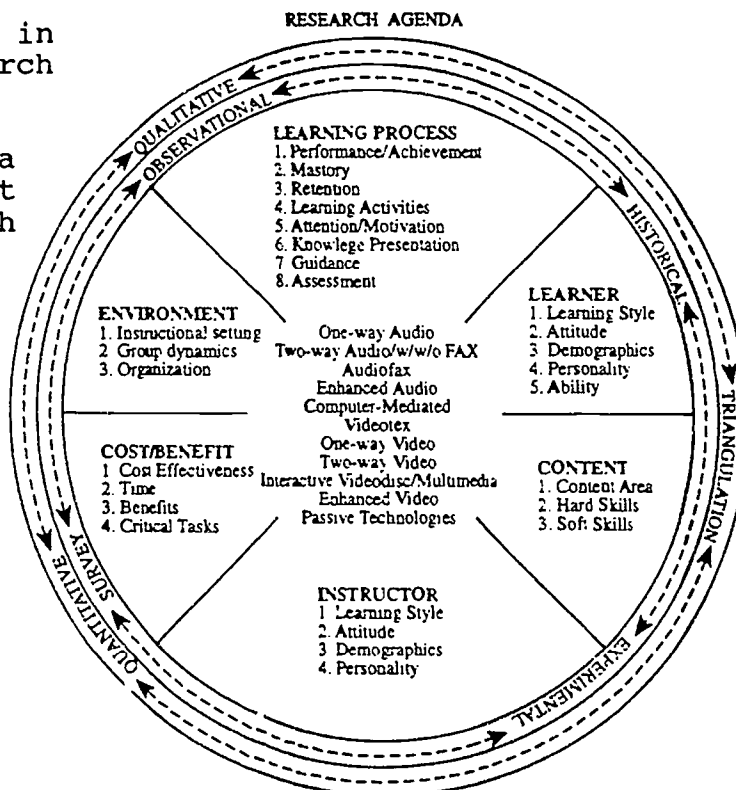 in
rch
a
t
h
RESEARCH AGENDA
QUALITATIVE
OBSERVATIONAL
HISTORICAL
TRIANGULATION
EXPERIMENTAL
SURVEY
QUANTITATIVE
LEARNING PROCESS
1. Performance/Achievement
2. Mastory
3. Retention
4. Learning Activities
5. Attention/Motivation
6. Knowlege Presentation
7 Guidance
8. Assessment
ENVIRONMENT
1. Instructional setting
2 Group dynamics
3. Organization
LEARNER
1. Learning Style
2. Attitude
3 Demographics
4. Personality
5. Ability
One-way Audio
Two-way Audio/w/w/o FAX
Audiofax
Enhanced Audio
Computer-Mediated
Videotex
One-way Video
Two-way Video
Interactive Videodisc/Multimedia
Enhanced Video
Passive Technologies
COST/BENEFIT
1 Cost Effectiveness
2. Time
3. Benefits
4. Critical Tasks
CONTENT
1. Content Area
2. Hard Skills
3. Soft Skills
INSTRUCTOR
1 Learning Style
2. Attitude
3 Demographics
4. Personality